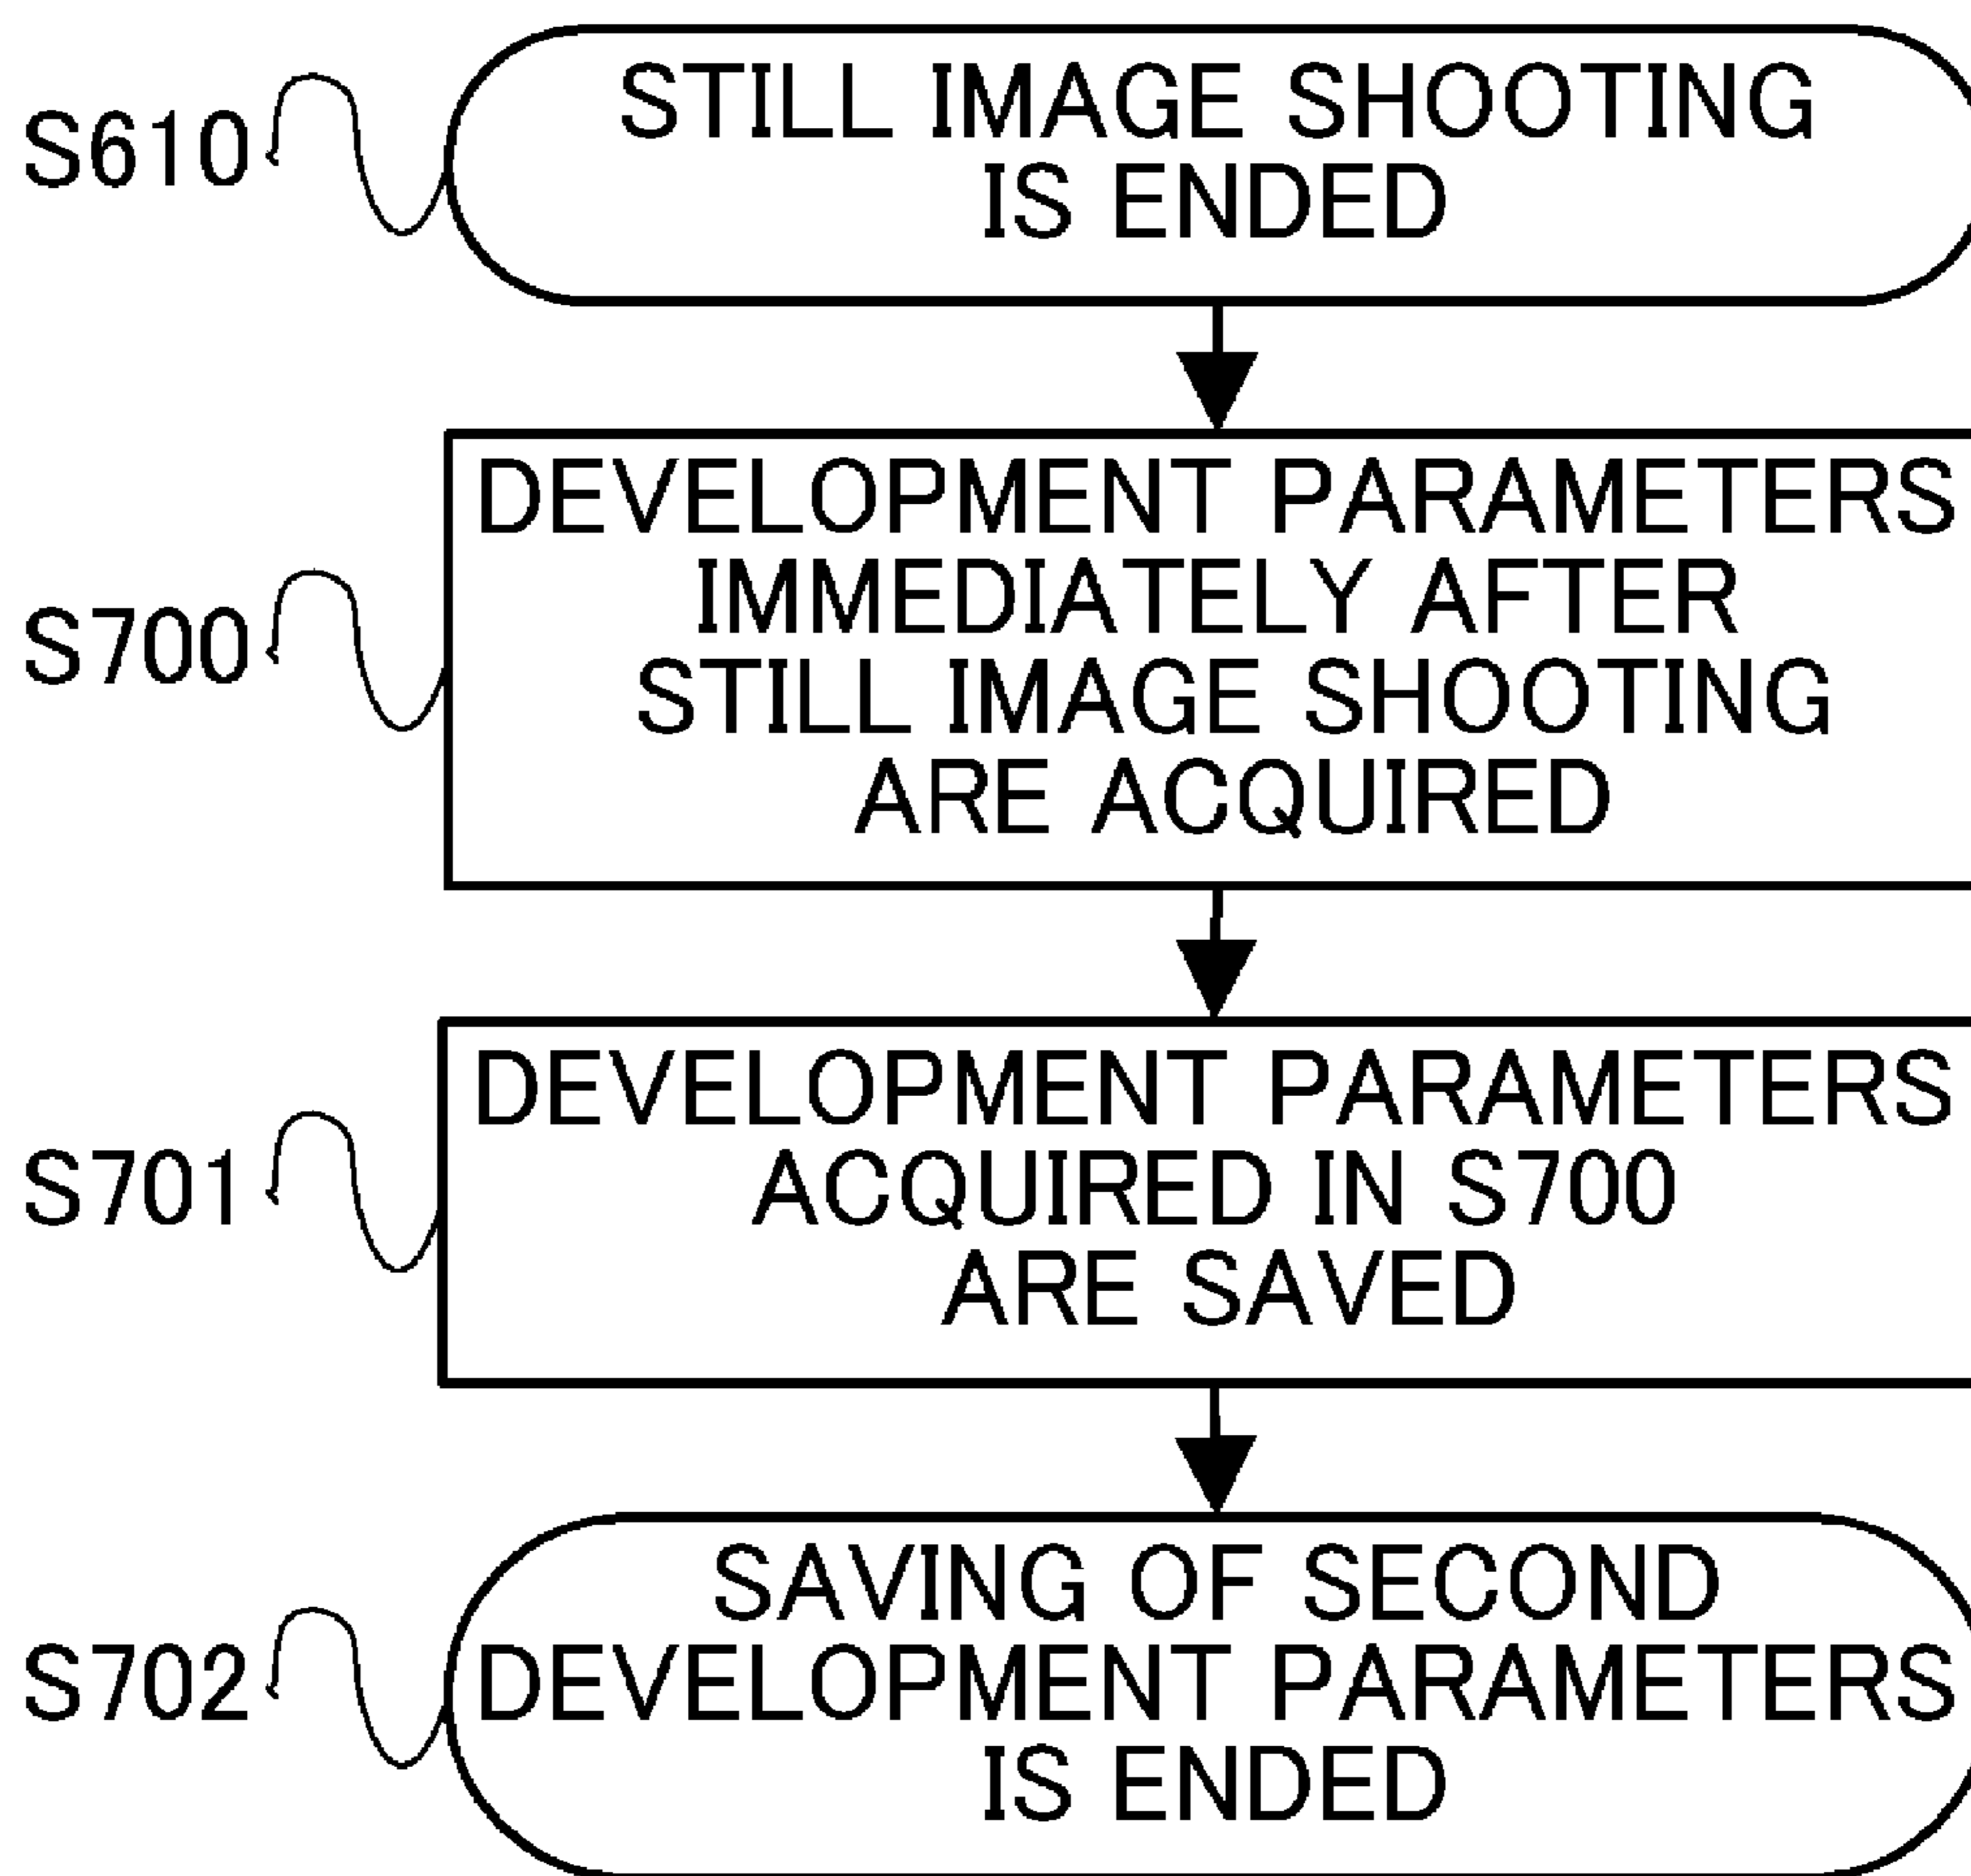 STILL IMAGE SHOOTING
IS ENDED
S610
DEVELOPMENT PARAMETERS
IMMEDIATELY AFTER
STILL IMAGE SHOOTING
ARE ACQUIRED
S700
DEVELOPMENT PARAMETERS
ACQUIRED IN S700
ARE SAVED
S701
SAVING OF SECOND
DEVELOPMENT PARAMETERS
IS ENDED
S702